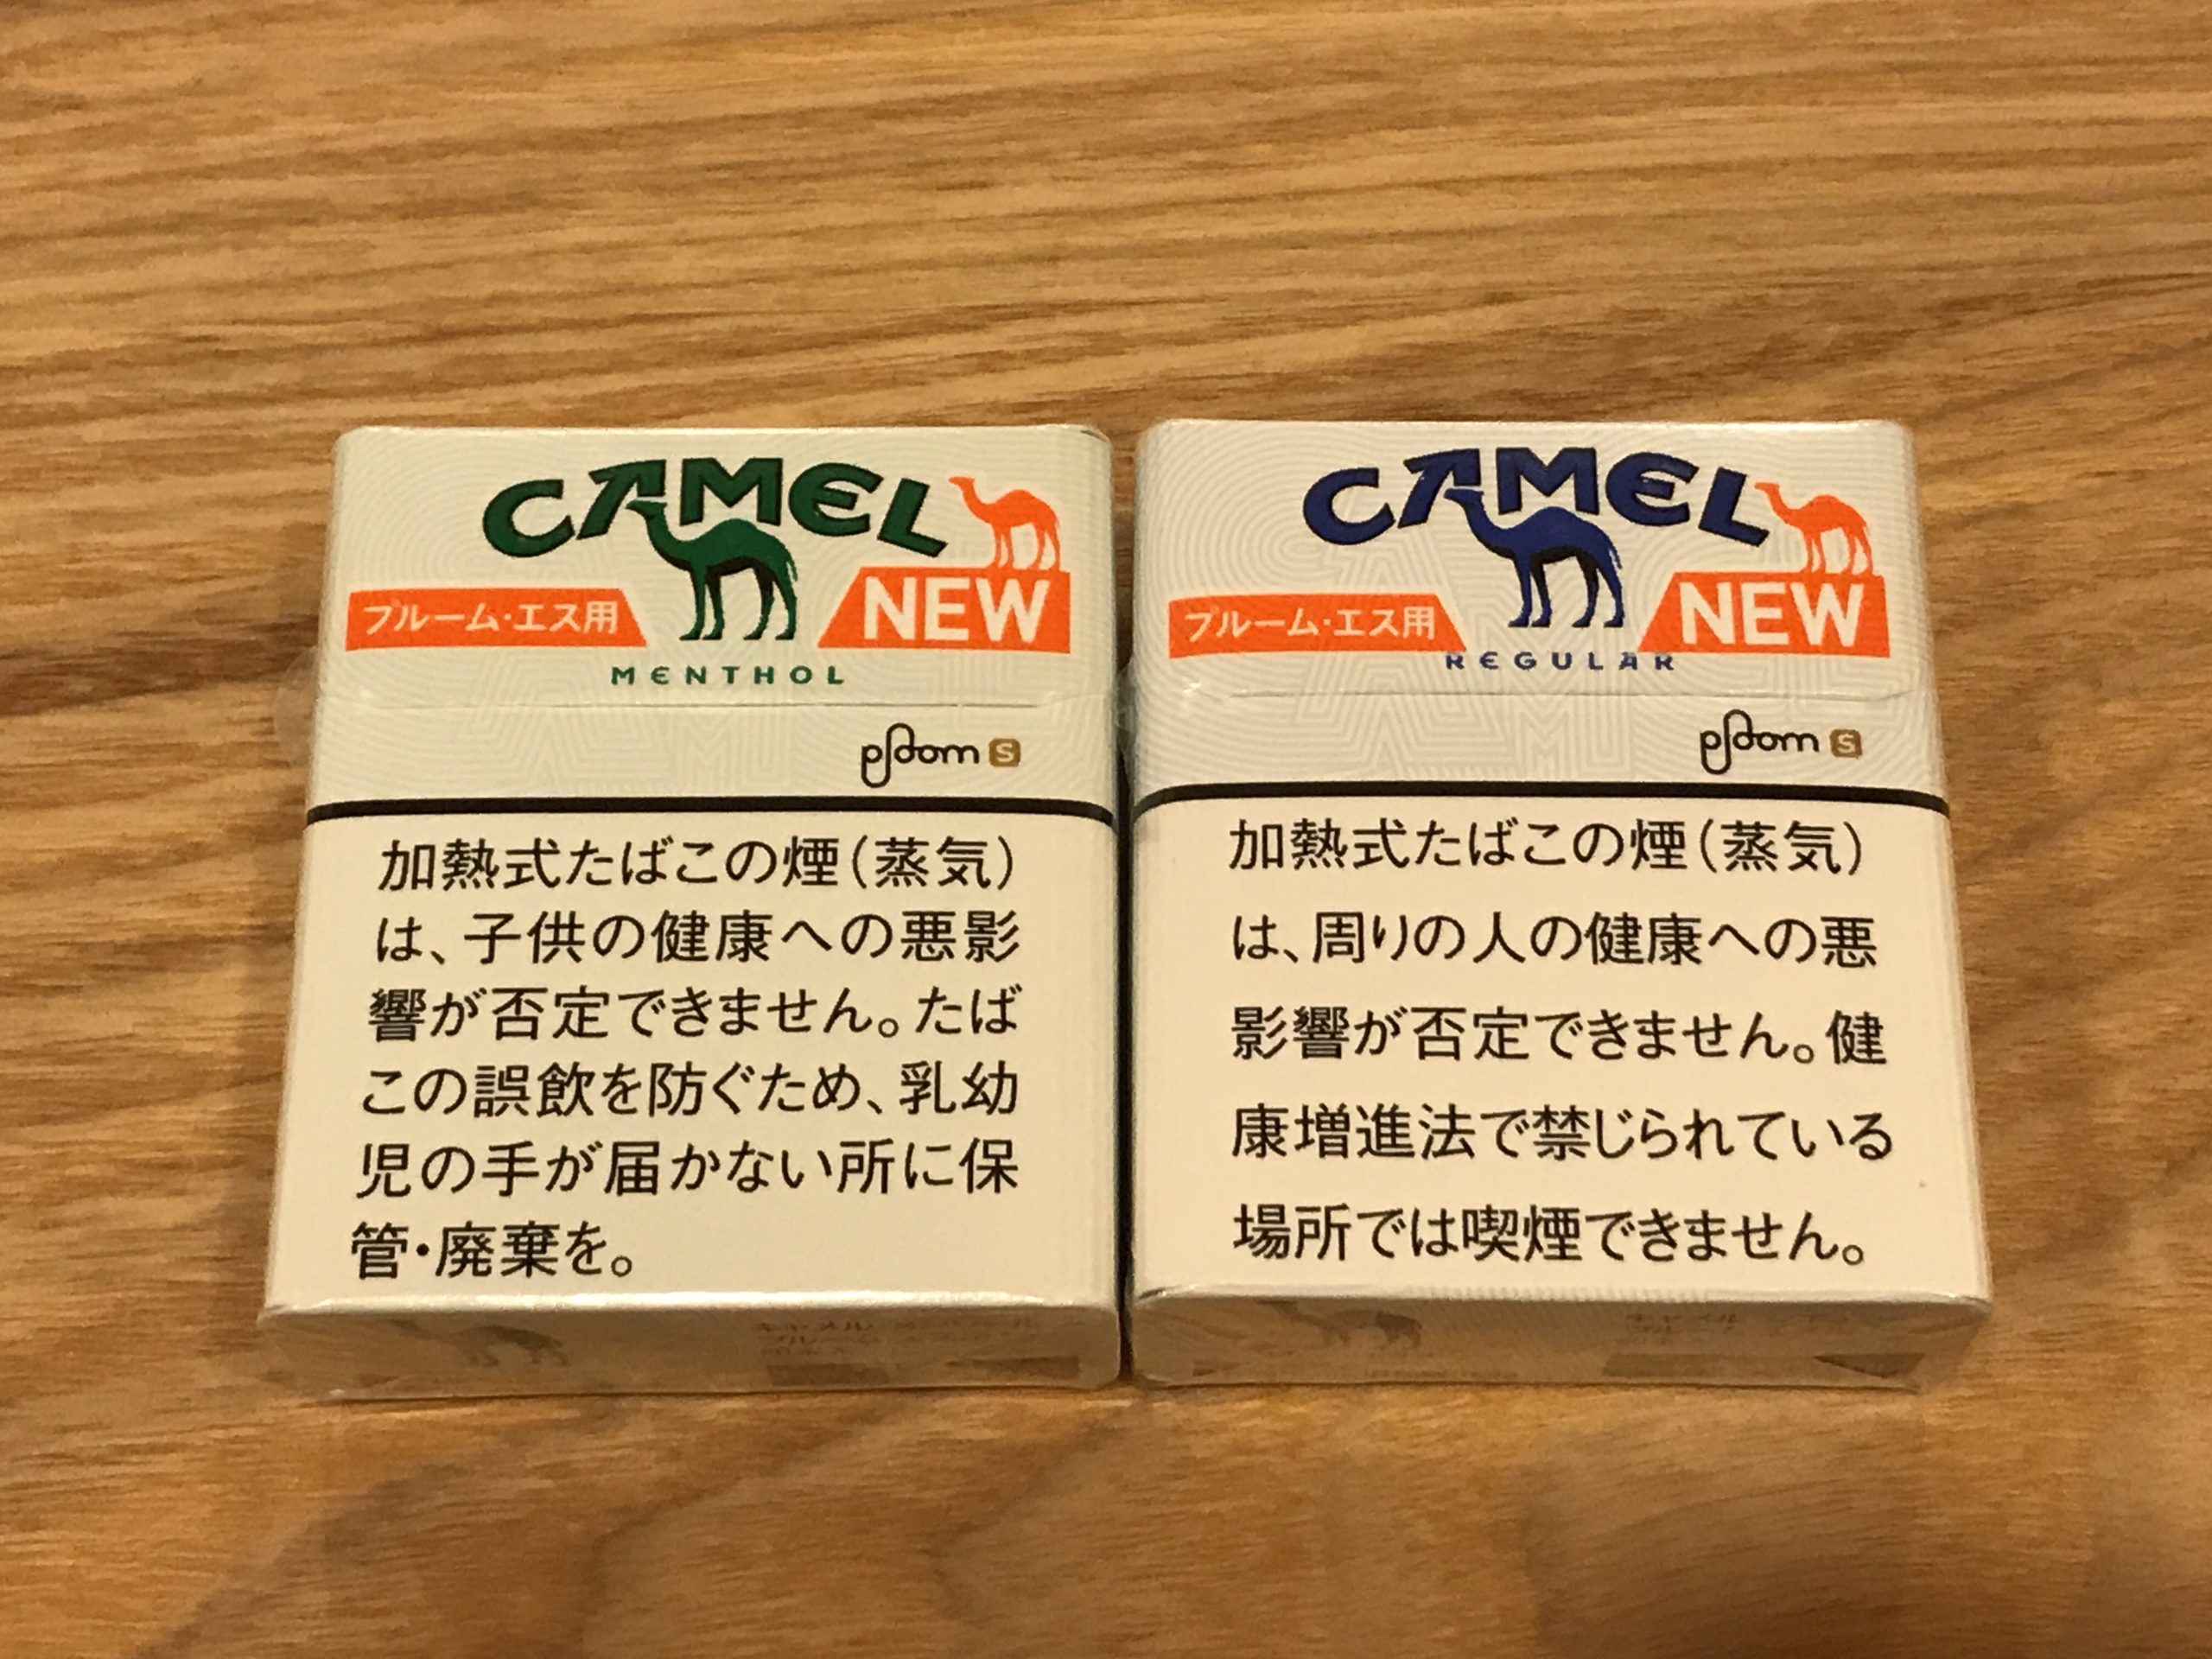 CAMEL
プルーム・エス用
NEW
MENTHOL
ploom S
加熱式たばこの煙（蒸気）
は、子供の健康への悪影
響が否定できません。たば
この誤飲を防ぐため、乳幼
児の手が届かない所に保
管・廃棄を。
CAMEL
プルーム・エス用
NEW
REGULAR
ploom S
加熱式たばこの煙（蒸気）
は、周りの人の健康への悪
影響が否定できません。健
康増進法で禁じられている
場所では喫煙できません。